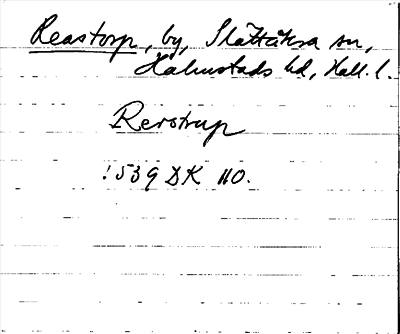 Reastorp, by, Slättåkra sn,
Halmstads hd, Hall. l.
Rerstrup
1539 DK 110.